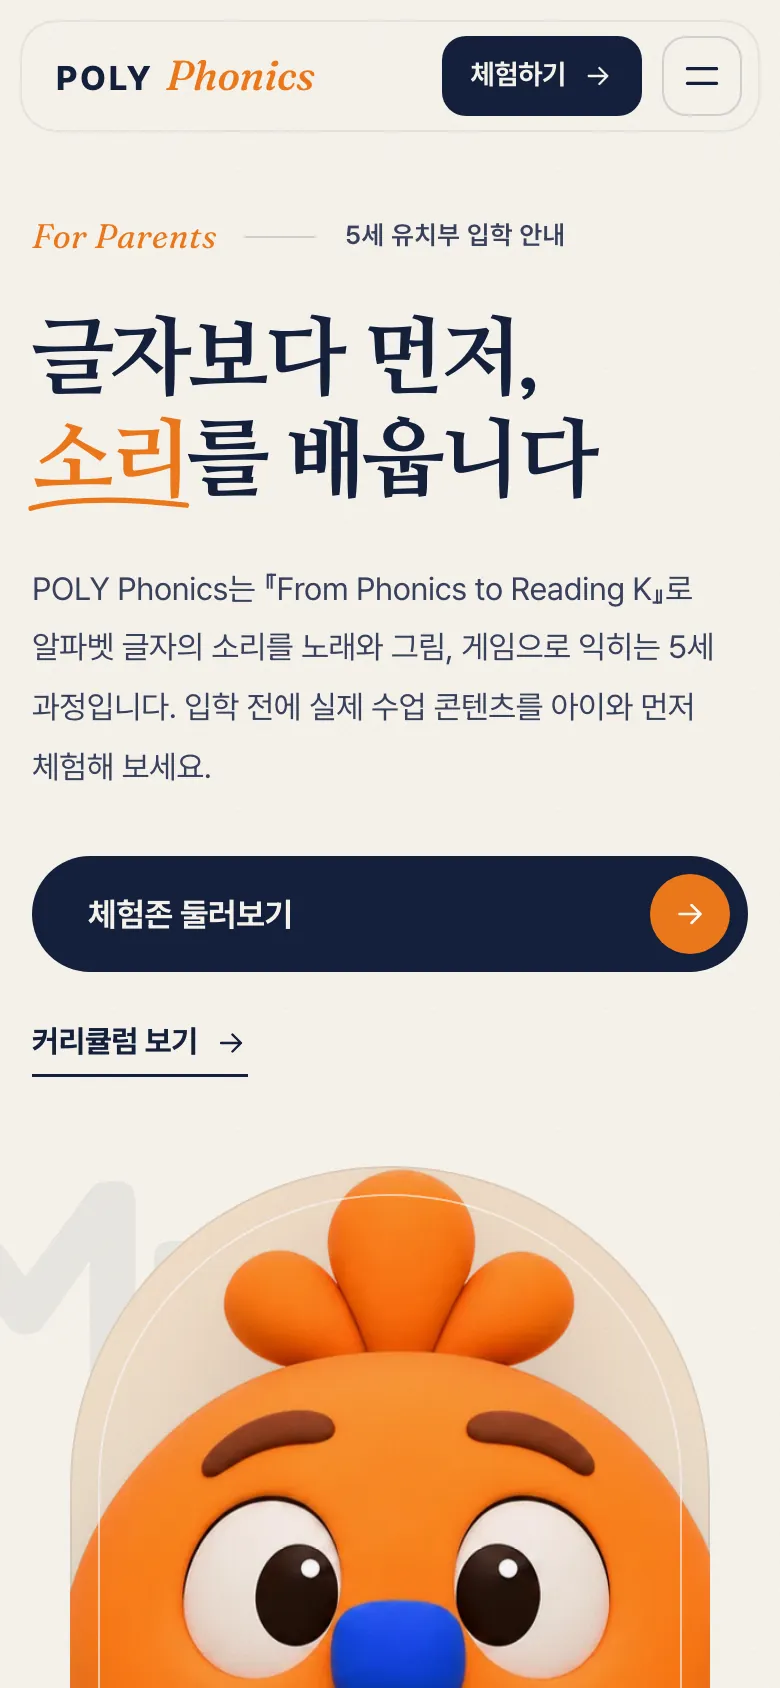 POLY Phonics
체험하기
For Parents
5세 유치부 입학 안내
글자보다 먼저,
소리를 배웁니다
POLY Phonics는 『From Phonics to Reading K』로
알파벳 글자의 소리를 노래와 그림, 게임으로 익히는 5세
과정입니다. 입학 전에 실제 수업 콘텐츠를 아이와 먼저
체험해 보세요.
체험존 둘러보기
커리큘럼 보기